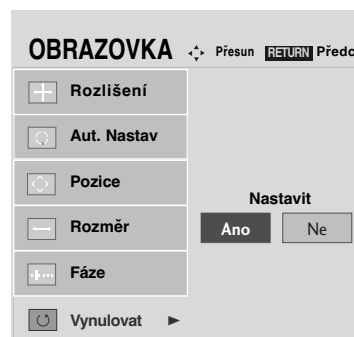 OBRAZOVKA Přesun RETURN Předc
Rozlišení
Aut. Nastav
Pozice
Nastavit
Rozměr
Ano Ne
Fáze
Vynulovat ►